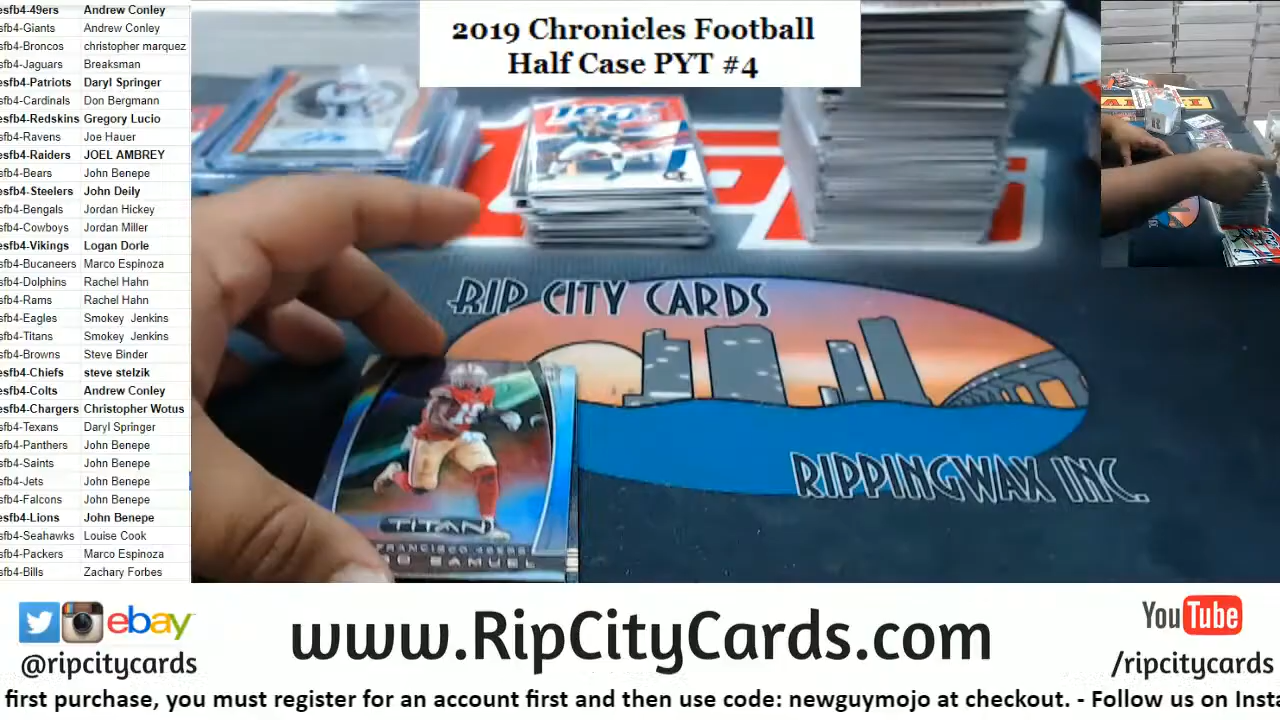 esfb4-49ers Andrew Conley
sfb4-Giants Andrew Conley
sfb4-Broncos christopher marquez
sfb4-Jaguars Breaksman
esfb4-Patriots Daryl Springer
sfb4-Cardinals Don Bergmann
esfb4-Redskins Gregory Lucio
sfb4-Ravens Joe Hauer
esfb4-Raiders JOEL AMBREY
sfb4-Bears John Benepe
esfb4-Steelers John Deily
sfb4-Bengals Jordan Hickey
sfb4-Cowboys Jordan Miller
esfb4-Vikings Logan Dorle
sfb4-Bucaneers Marco Espinoza
sfb4-Dolphins Rachel Hahn
sfb4-Rams Rachel Hahn
sfb4-Eagles Smokey Jenkins
sfb4-Titans Smokey Jenkins
sfb4-Browns Steve Binder
esfb4-Chiefs steve stelzik
esfb4-Colts Andrew Conley
esfb4-Chargers Christopher Wotus
sfb4-Texans Daryl Springer
sfb4-Panthers John Benepe
sfb4-Saints John Benepe
sfb4-Jets John Benepe
sfb4-Falcons John Benepe
esfb4-Lions John Benepe
sfb4-Seahawks Louise Cook
sfb4-Packers Marco Espinoza
sfb4-Bills Zachary Forbes
2019 Chronicles Football
Half Case PYT #4
RIP CITY CARDS
RIPPINGWAX INC.
TITAN
FRANCISCO 49ERS
SAMUEL
ebay
@ripcitycards
www.RipCityCards.com
YouTube
/ripcitycards
first purchase, you must register for an account first and then use code: newguymojo at checkout. - Follow us on Insta